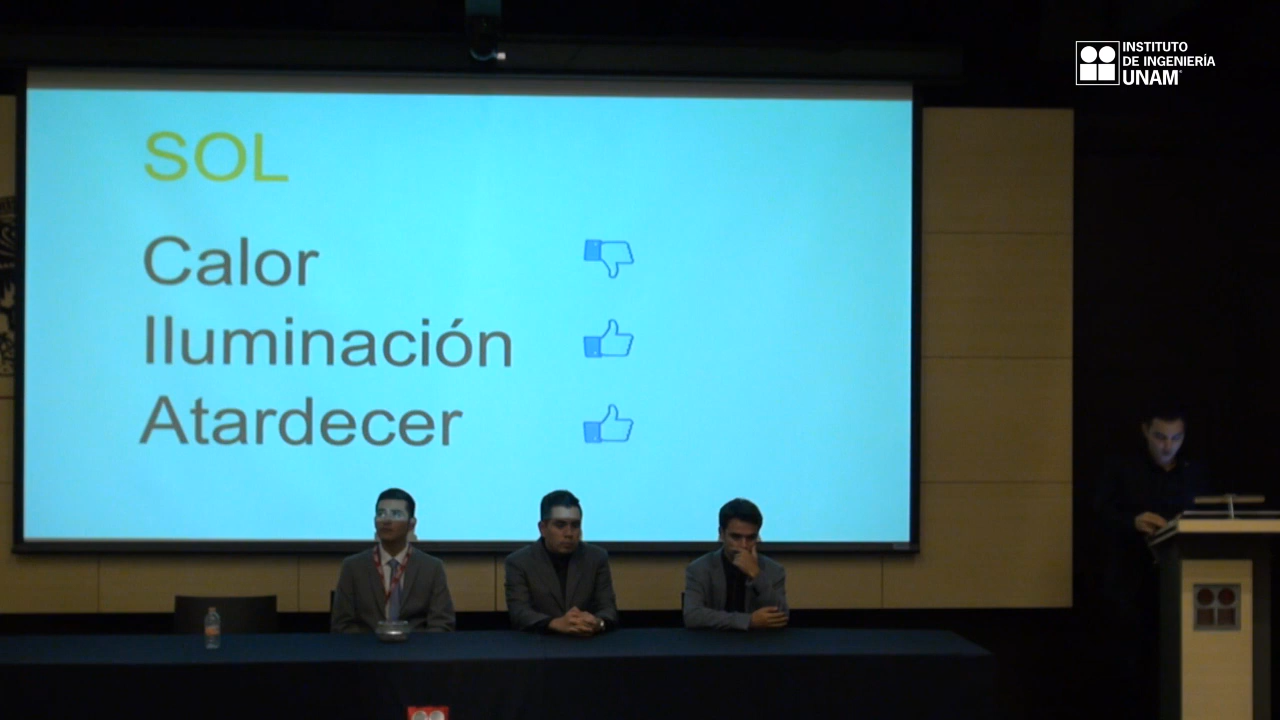 INSTITUTO
DE INGENIERÍA
UNAM
SOL
Calor
Iluminación
Atardecer